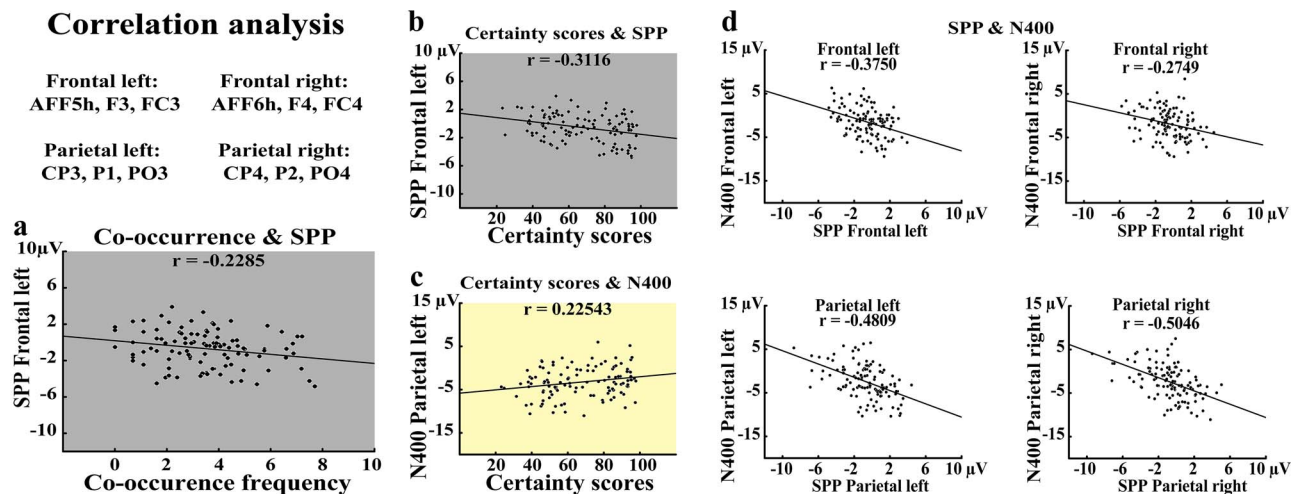 Correlation analysis
Frontal left:
AFF5h, F3, FC3
Frontal right:
AFF6h, F4, FC4
Parietal left:
CP3, P1, PO3
Parietal right:
CP4, P2, PO4
a
Co-occurrence & SPP
r = -0.2285
10µV
6
2
-2
-6
-12
SPP Frontal left
0
2
4
6
8
10
Co-occurence frequency
b
Certainty scores & SPP
r = -0.3116
10 µV
6
2
-2
-6
-12
SPP Frontal left
20
40
60
80
100
Certainty scores
c
Certainty scores & N400
r = 0.22543
15 µV
5
-5
-15
N400 Parietal left
20
40
60
80
100
Certainty scores
d
SPP & N400
Frontal left
r = -0.3750
15 µV
5
-5
-15
N400 Frontal left
-10
-6
-2
2
6
10 µV
SPP Frontal left
Frontal right
r = -0.2749
15 µV
5
-5
-15
N400 Frontal right
-10
-6
-2
2
6
10 µV
SPP Frontal right
Parietal left
r = -0.4809
15 µV
5
-5
-15
N400 Parietal left
-10
-6
-2
2
6
10 µV
SPP Parietal left
Parietal right
r = -0.5046
15 µV
5
-5
-15
N400 Parietal right
-10
-6
-2
2
6
10 µV
SPP Parietal right